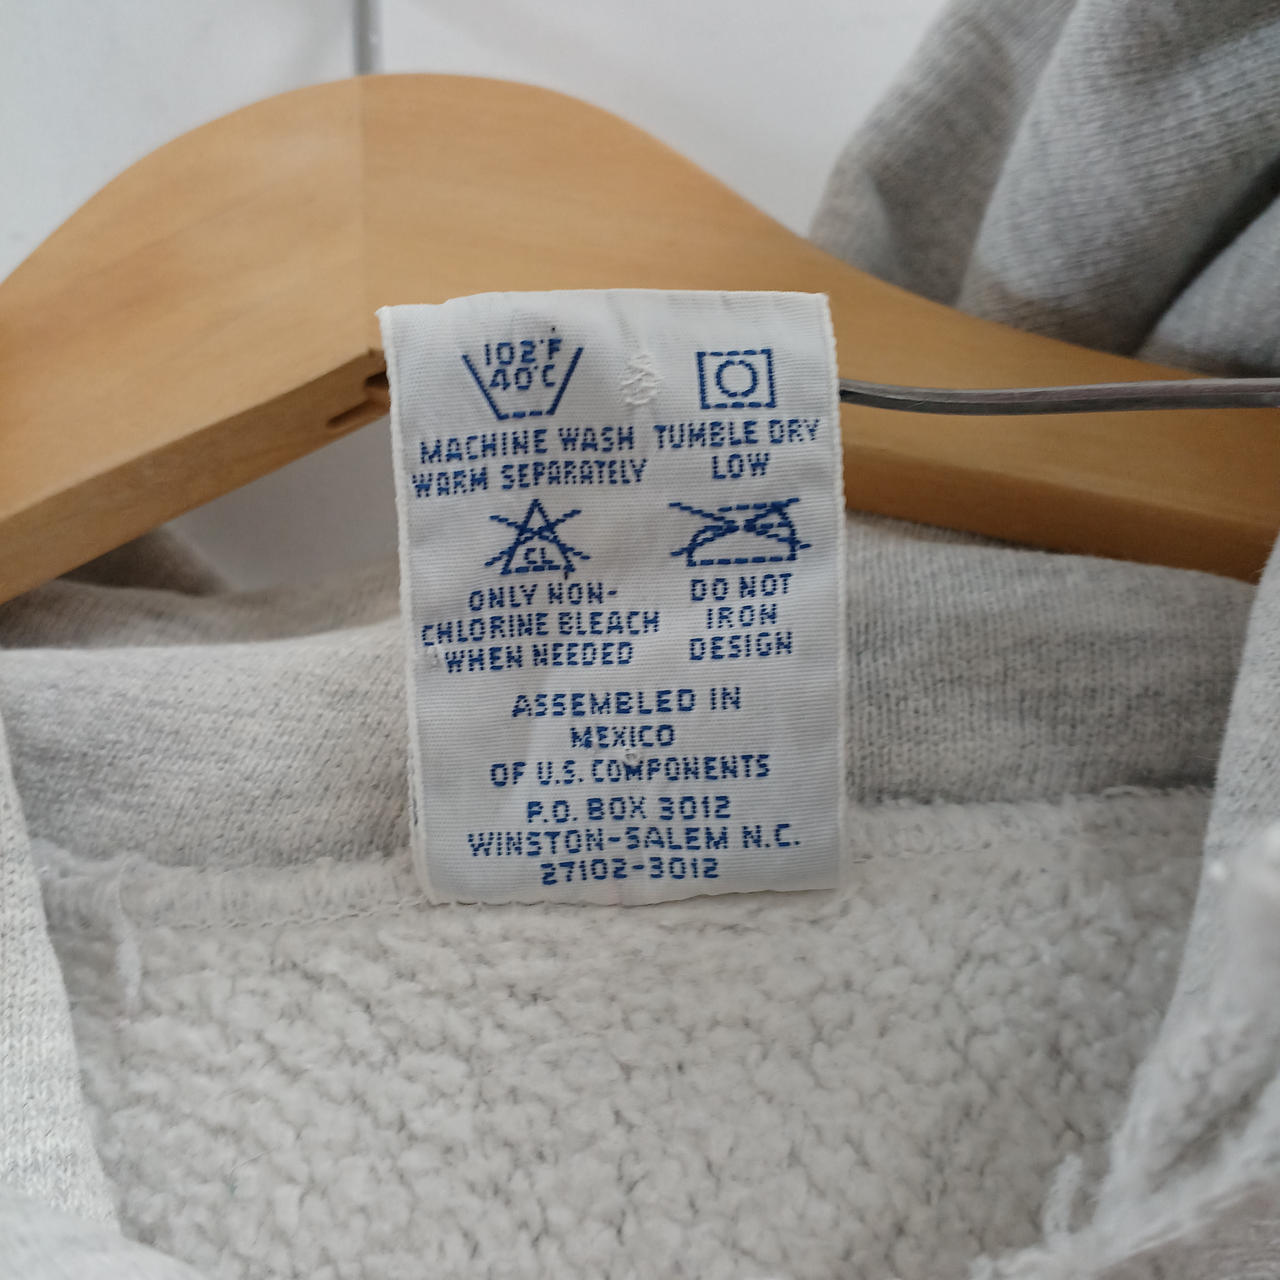 102°F
40°C
MACHINE WASH
WARM SEPARATELY
TUMBLE DRY
LOW
CL
ONLY NON-
CHLORINE BLEACH
WHEN NEEDED
DO NOT
IRON
DESIGN
ASSEMBLED IN
MEXICO
OF U.S. COMPONENTS
P.O. BOX 3012
WINSTON-SALEM N.C.
27102-3012